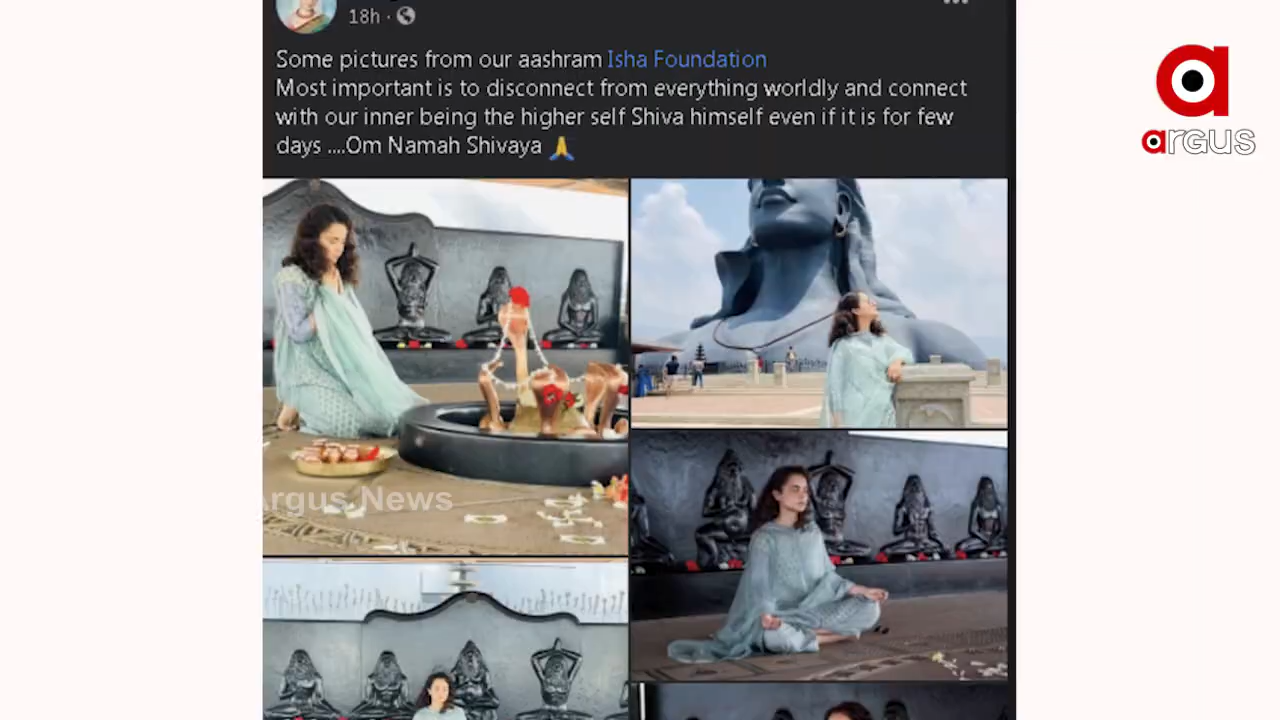 18h ·
Some pictures from our aashram Isha Foundation
Most important is to disconnect from everything worldly and connect
with our inner being the higher self Shiva himself even if it is for few
days ....Om Namah Shivaya 🙏
argus
Argus News